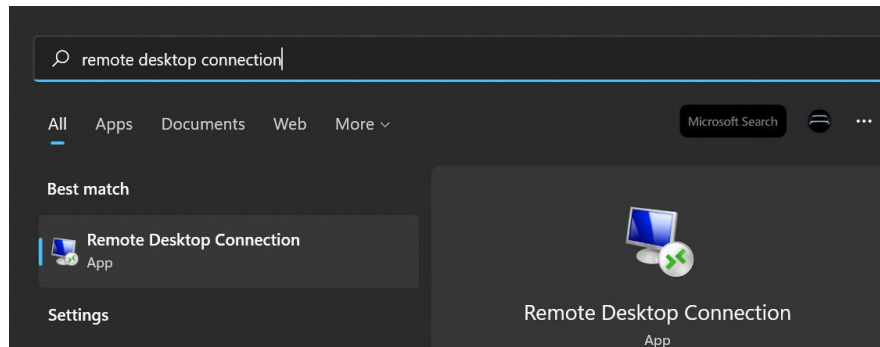 remote desktop connection
All Apps Documents Web More
Microsoft Search
Best match
Remote Desktop Connection
App
Settings
Remote Desktop Connection
App